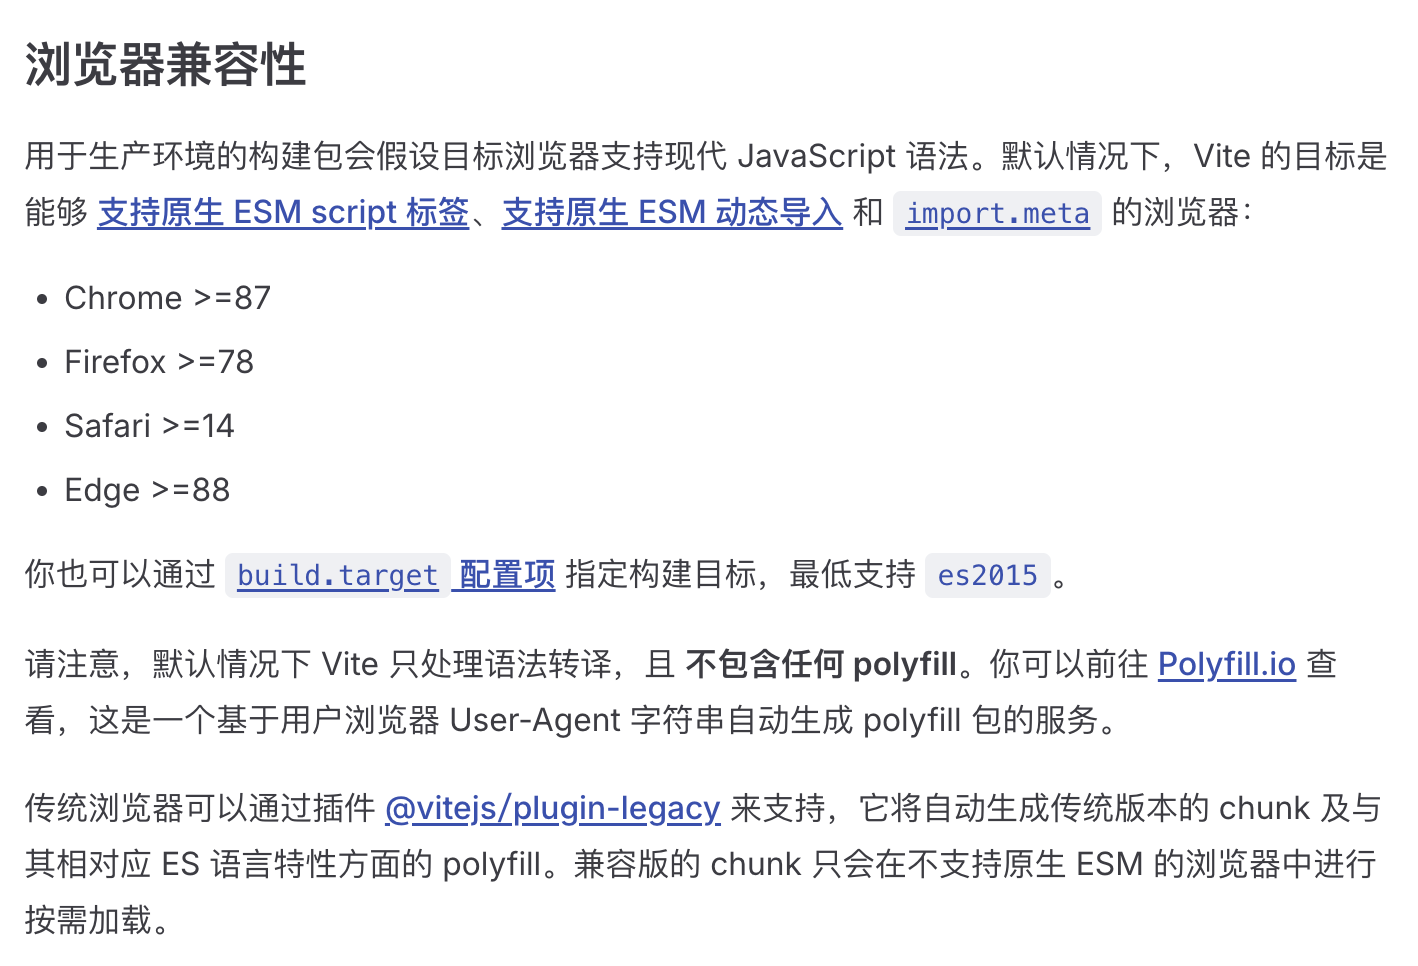 浏览器兼容性
用于生产环境的构建包会假设目标浏览器支持现代 JavaScript 语法。默认情况下，Vite 的目标是
能够 支持原生 ESM script 标签、支持原生 ESM 动态导入 和 import.meta 的浏览器：
• Chrome >=87
• Firefox >=78
• Safari >=14
• Edge >=88
你也可以通过 build.target 配置项 指定构建目标，最低支持 es2015。
请注意，默认情况下 Vite 只处理语法转译，且 不包含任何 polyfill。你可以前往 Polyfill.io 查
看，这是一个基于用户浏览器 User-Agent 字符串自动生成 polyfill 包的服务。
传统浏览器可以通过插件 @vitejs/plugin-legacy 来支持，它将自动生成传统版本的 chunk 及与
其相对应 ES 语言特性方面的 polyfill。兼容版的 chunk 只会在不支持原生 ESM 的浏览器中进行
按需加载。